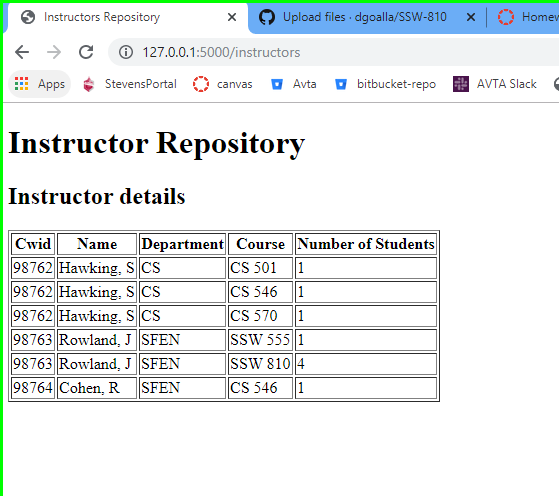 Instructors Repository Upload files · dgoalla/SSW-810
127.0.0.1:5000/instructors
Apps StevensPortal canvas Avta bitbucket-repo AVTA Slack
Instructor Repository
Instructor details
Cwid Name Department Course Number of Students
98762 Hawking, S CS CS 501 1
98762 Hawking, S CS CS 546 1
98762 Hawking, S CS CS 570 1
98763 Rowland, J SFEN SSW 555 1
98763 Rowland, J SFEN SSW 810 4
98764 Cohen, R SFEN CS 546 1